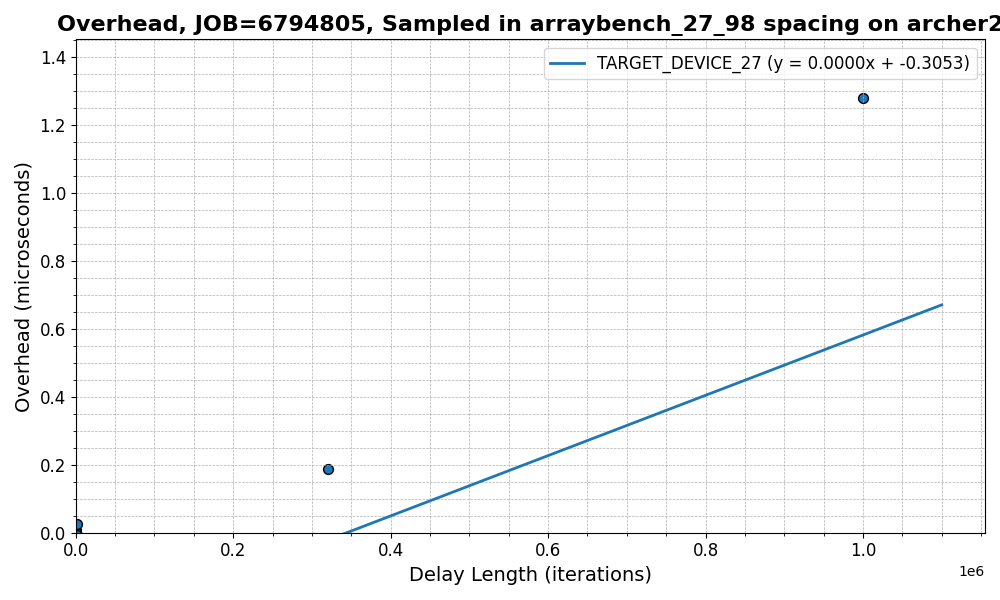 Overhead, JOB=6794805, Sampled in arraybench_27_98 spacing on archer2
TARGET_DEVICE_27 (y = 0.0000x + -0.3053)
Overhead (microseconds)
1.4
1.2
1.0
0.8
0.6
0.4
0.2
0.0
0.0 0.2 0.4 0.6 0.8 1.0
1e6
Delay Length (iterations)